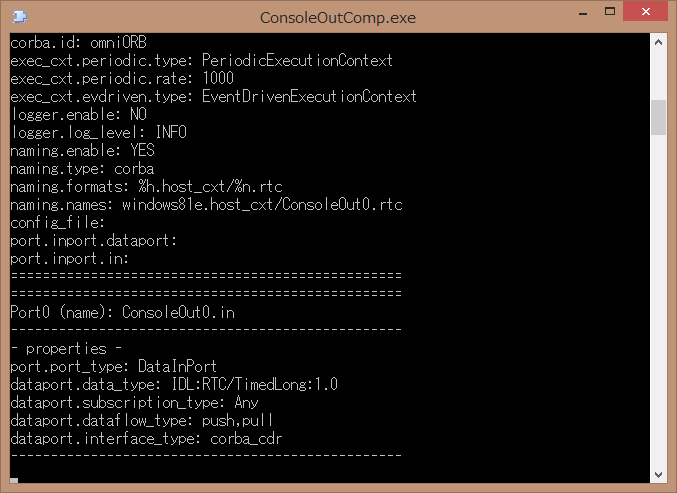 ConsoleOutComp.exe
corba.id: omniORB
exec_cxt.periodic.type: PeriodicExecutionContext
exec_cxt.periodic.rate: 1000
exec_cxt.evdriven.type: EventDrivenExecutionContext
logger.enable: NO
logger.log_level: INFO
naming.enable: YES
naming.type: corba
naming.formats: %h.host_cxt/%n.rtc
naming.names: windows81e.host_cxt/ConsoleOut0.rtc
config_file:
port.inport.dataport:
port.inport.in:
=================================================
=================================================
Port0 (name): ConsoleOut0.in
-------------------------------------------------
- properties -
port.port_type: DataInPort
dataport.data_type: IDL:RTC/TimedLong:1.0
dataport.subscription_type: Any
dataport.dataflow_type: push,pull
dataport.interface_type: corba_cdr
-------------------------------------------------